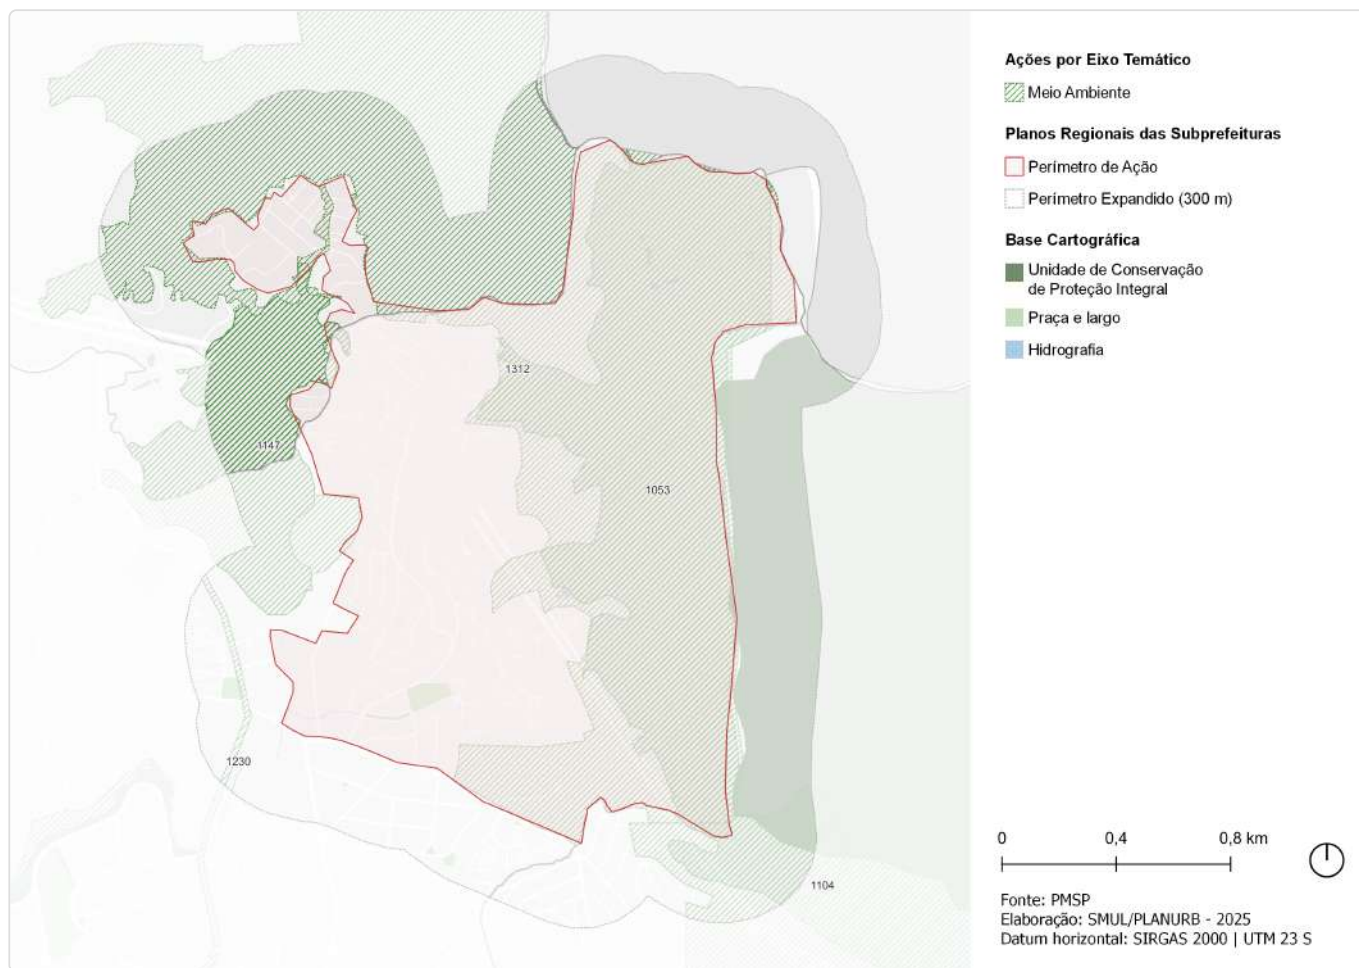 Ações por Eixo Temático
Meio Ambiente
Planos Regionais das Subprefeituras
Perímetro de Ação
Perímetro Expandido (300 m)
Base Cartográfica
Unidade de Conservação
de Proteção Integral
Praça e largo
Hidrografia
1312
1147
1053
1230
1104
0 0,4 0,8 km
Fonte: PMSP
Elaboração: SMUL/PLANURB - 2025
Datum horizontal: SIRGAS 2000 | UTM 23 S